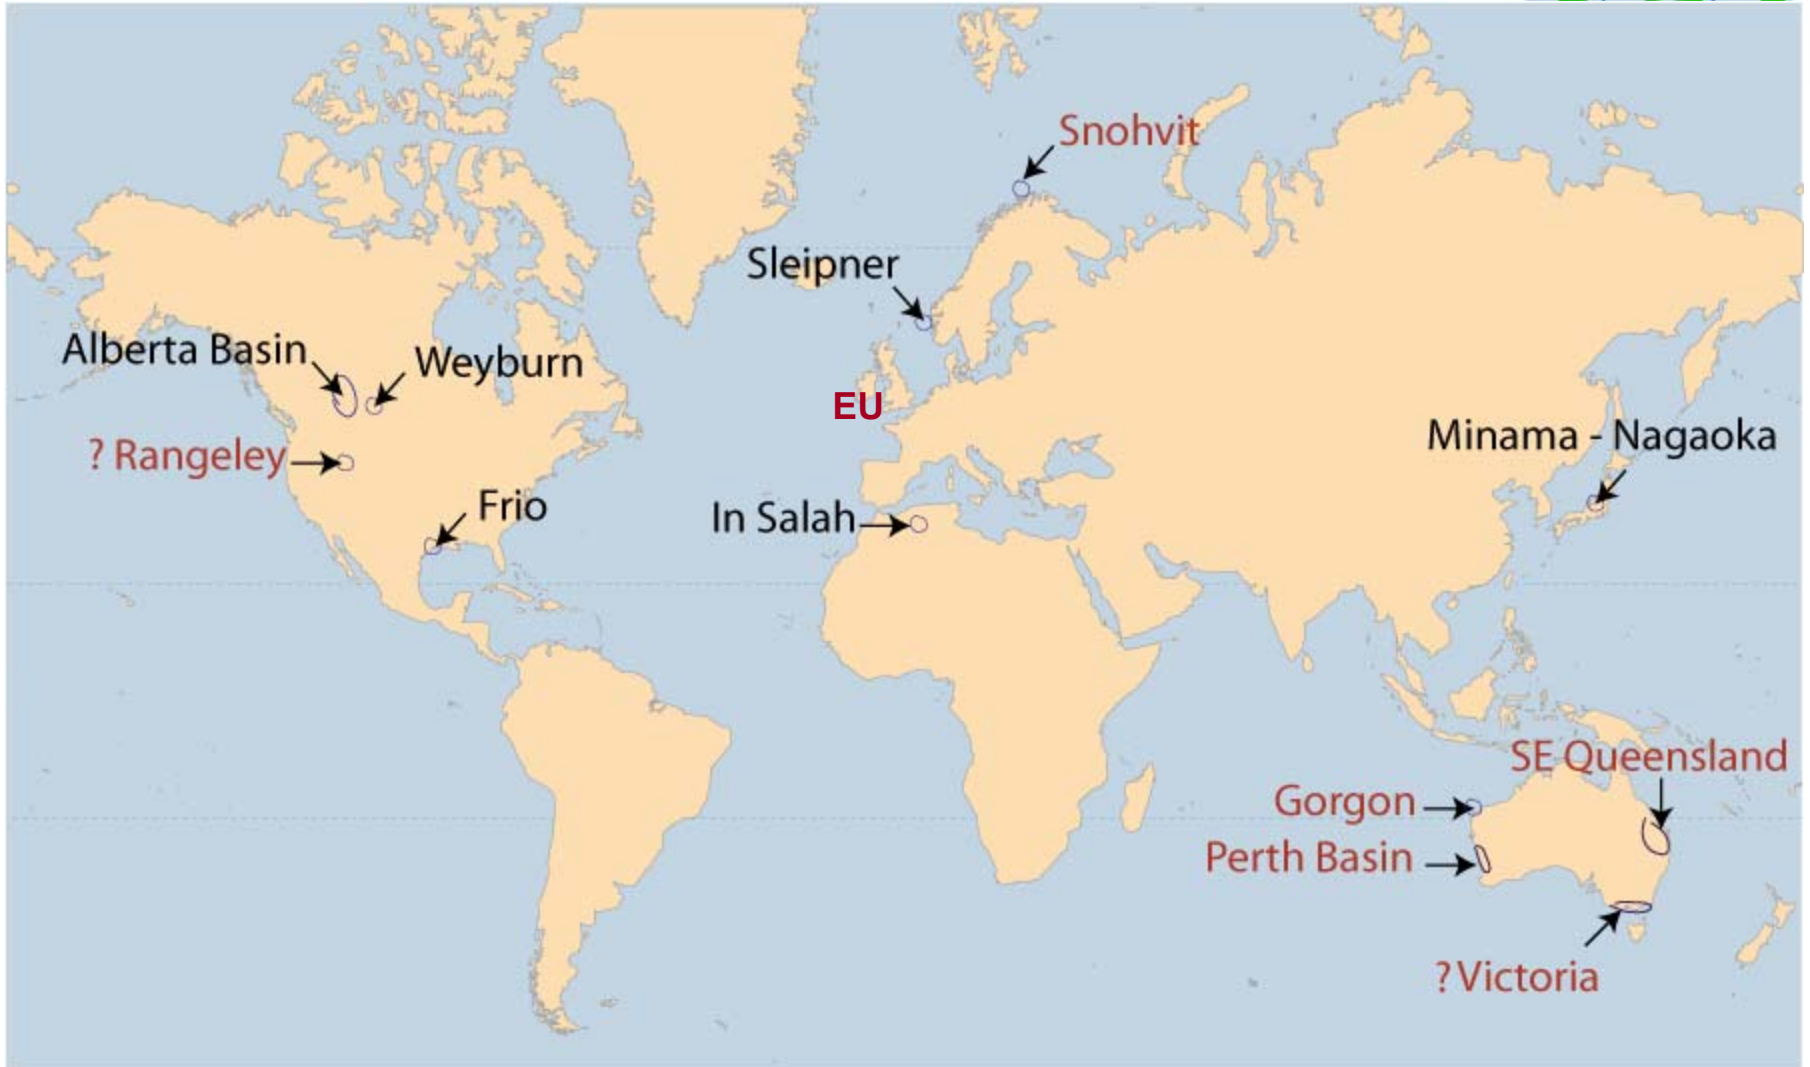 Snohvit
Sleipner
Alberta Basin
Weyburn
EU
Minama - Nagaoka
? Rangeley
Frio
In Salah
SE Queensland
Gorgon
Perth Basin
? Victoria